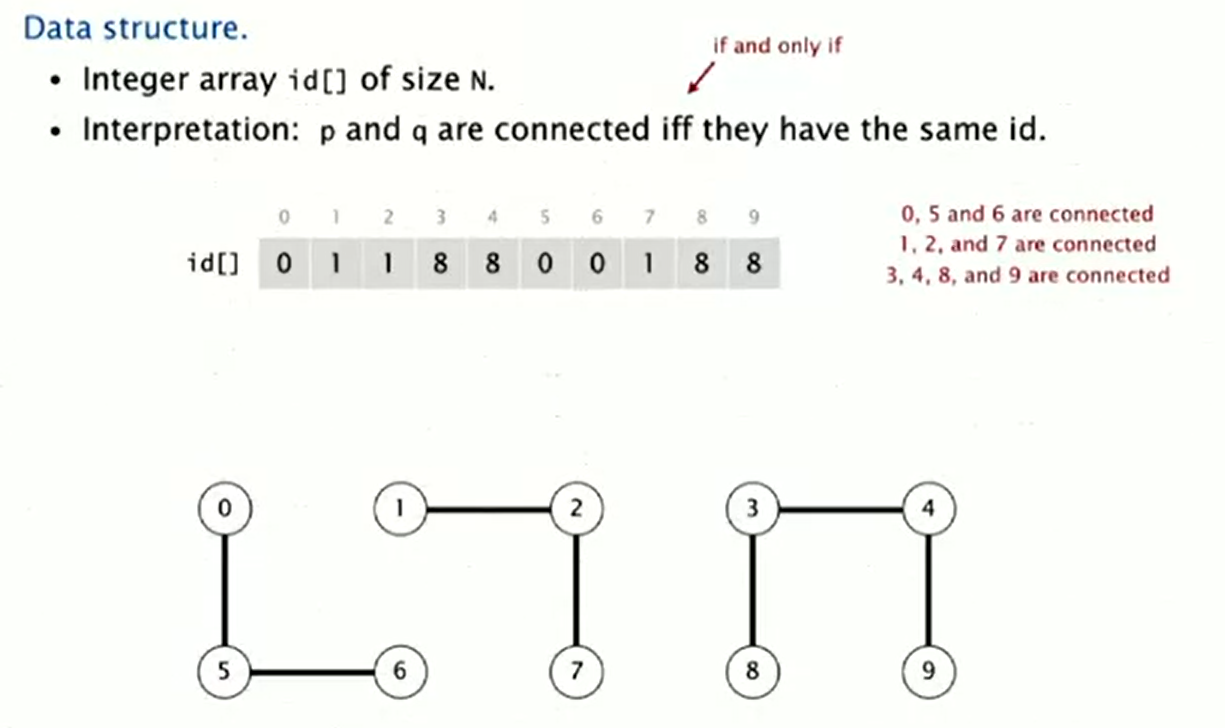 Data structure.
if and only if
• Integer array id[] of size N.
• Interpretation: p and q are connected iff they have the same id.
0 1 2 3 4 5 6 7 8 9
id[] 0 1 1 8 8 0 0 1 8 8
0, 5 and 6 are connected
1, 2, and 7 are connected
3, 4, 8, and 9 are connected
0 1 2 3 4
5 6 7 8 9